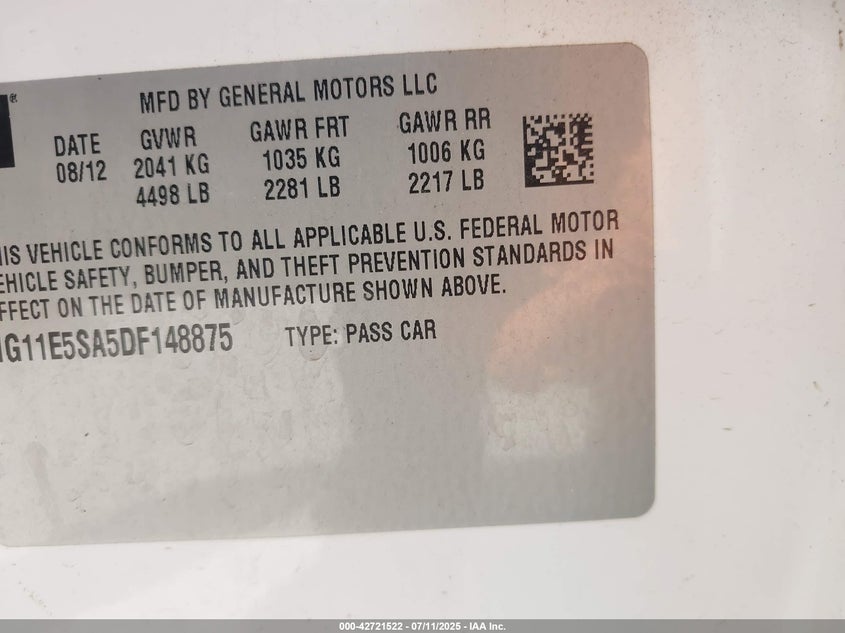 ®
MFD BY GENERAL MOTORS LLC
DATE GVWR GAWR FRT GAWR RR
08/12 2041 KG 1035 KG 1006 KG
4498 LB 2281 LB 2217 LB
HIS VEHICLE CONFORMS TO ALL APPLICABLE U.S. FEDERAL MOTOR
EHICLE SAFETY, BUMPER, AND THEFT PREVENTION STANDARDS IN
FFECT ON THE DATE OF MANUFACTURE SHOWN ABOVE.
1G11E5SA5DF148875 TYPE: PASS CAR
000-42721522 - 07/11/2025 - IAA Inc.